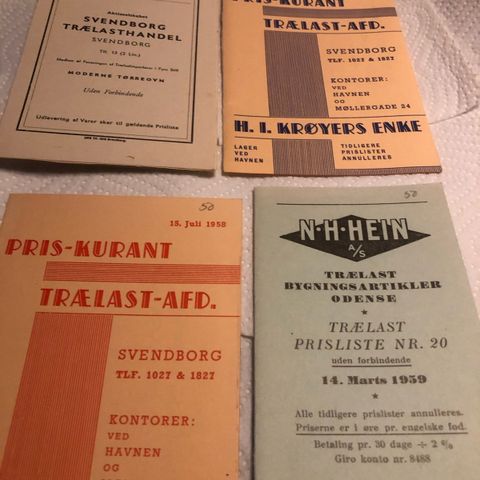 Aktieselskabet
SVENDBORG
TRÆLASTHANDEL
SVENDBORG
Tlf. 13 (2 Lin.)
MODERNE TØRREOVN
Uden Forbindende
Udlevering af Varer sker til gældende Prisliste
PRIS-KURANT
TRÆLAST-AFD.
SVENDBORG
TLF. 1027 & 1827
KONTORER:
VED
HAVNEN
OG
MØLLERGADE 24
H. I. KRØYERS ENKE
LAGER
VED
HAVNEN
TIDLIGERE
PRISLISTER
ANNULLERES
50
15. Juli 1958
PRIS-KURANT
TRÆLAST-AFD.
SVENDBORG
TLF. 1027 & 1827
KONTORER:
VED
HAVNEN
OG
50
N·H·HEIN
A/S
TRÆLAST
BYGNINGSARTIKLER
ODENSE
TRÆLAST
PRISLISTE NR. 20
uden forbindende
14. Marts 1959
Alle tidligere prislister annulleres.
Priserne er i øre pr. engelske fod.
Betaling pr. 30 dage ÷ 2 %
Giro konto nr. 8488